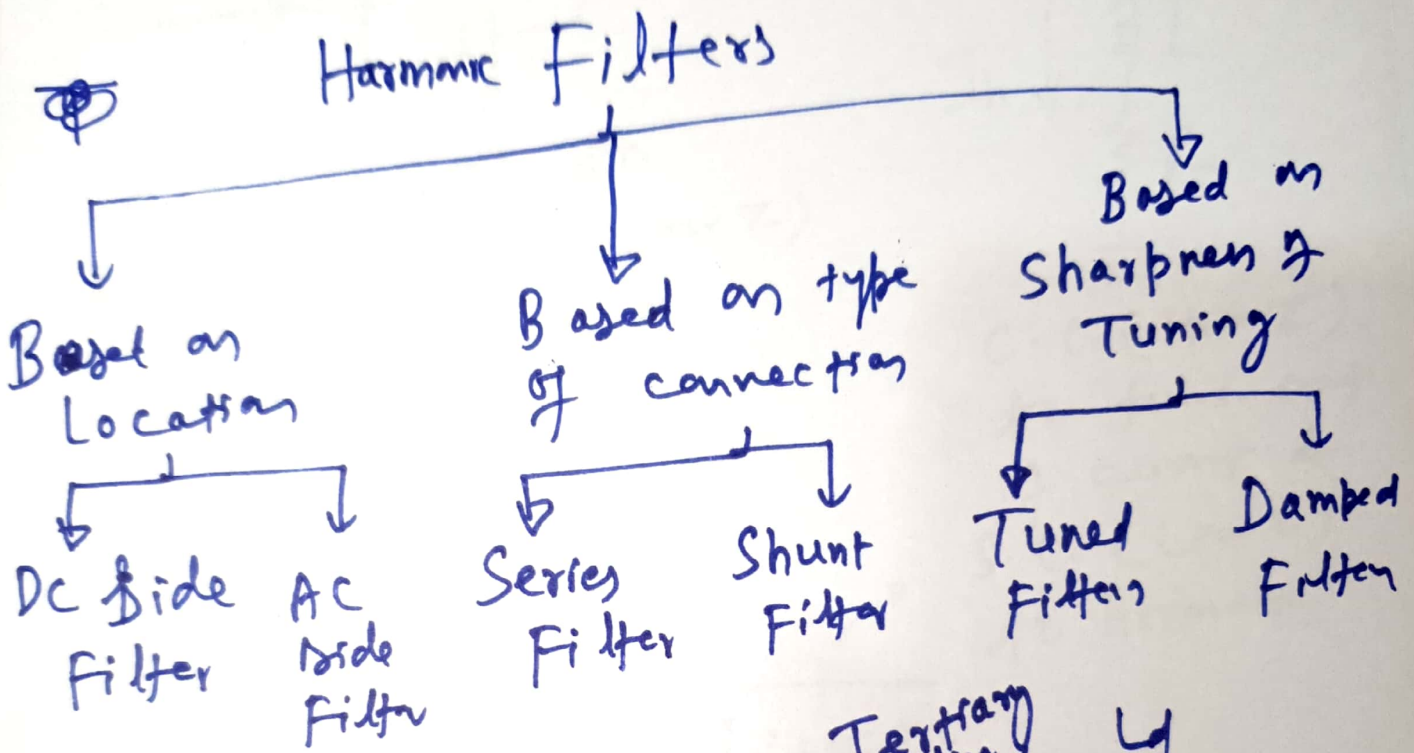 Harmonic Filters
Based on
Location
DC Side
Filter
AC
side
Filter
Based on type
of connection
Series
Filter
Shunt
Filter
Based on
Sharpness of
Tuning
Tuned
Filters
Damped
Filter
Tertiary